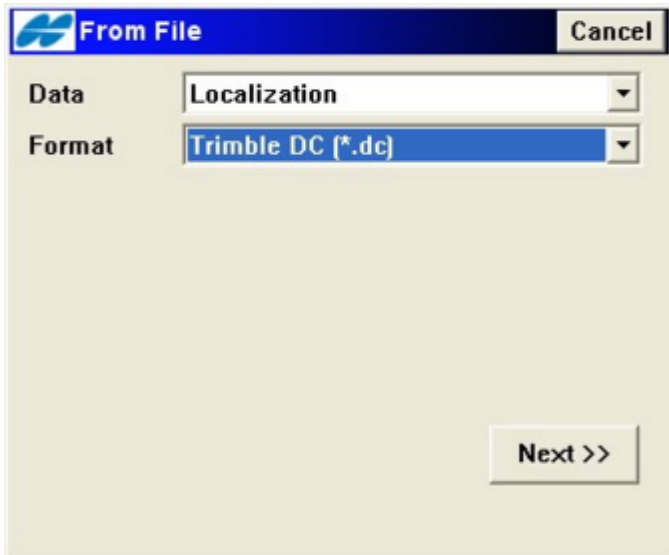 From File Cancel
Data Localization
Format Trimble DC (*.dc)
Next >>